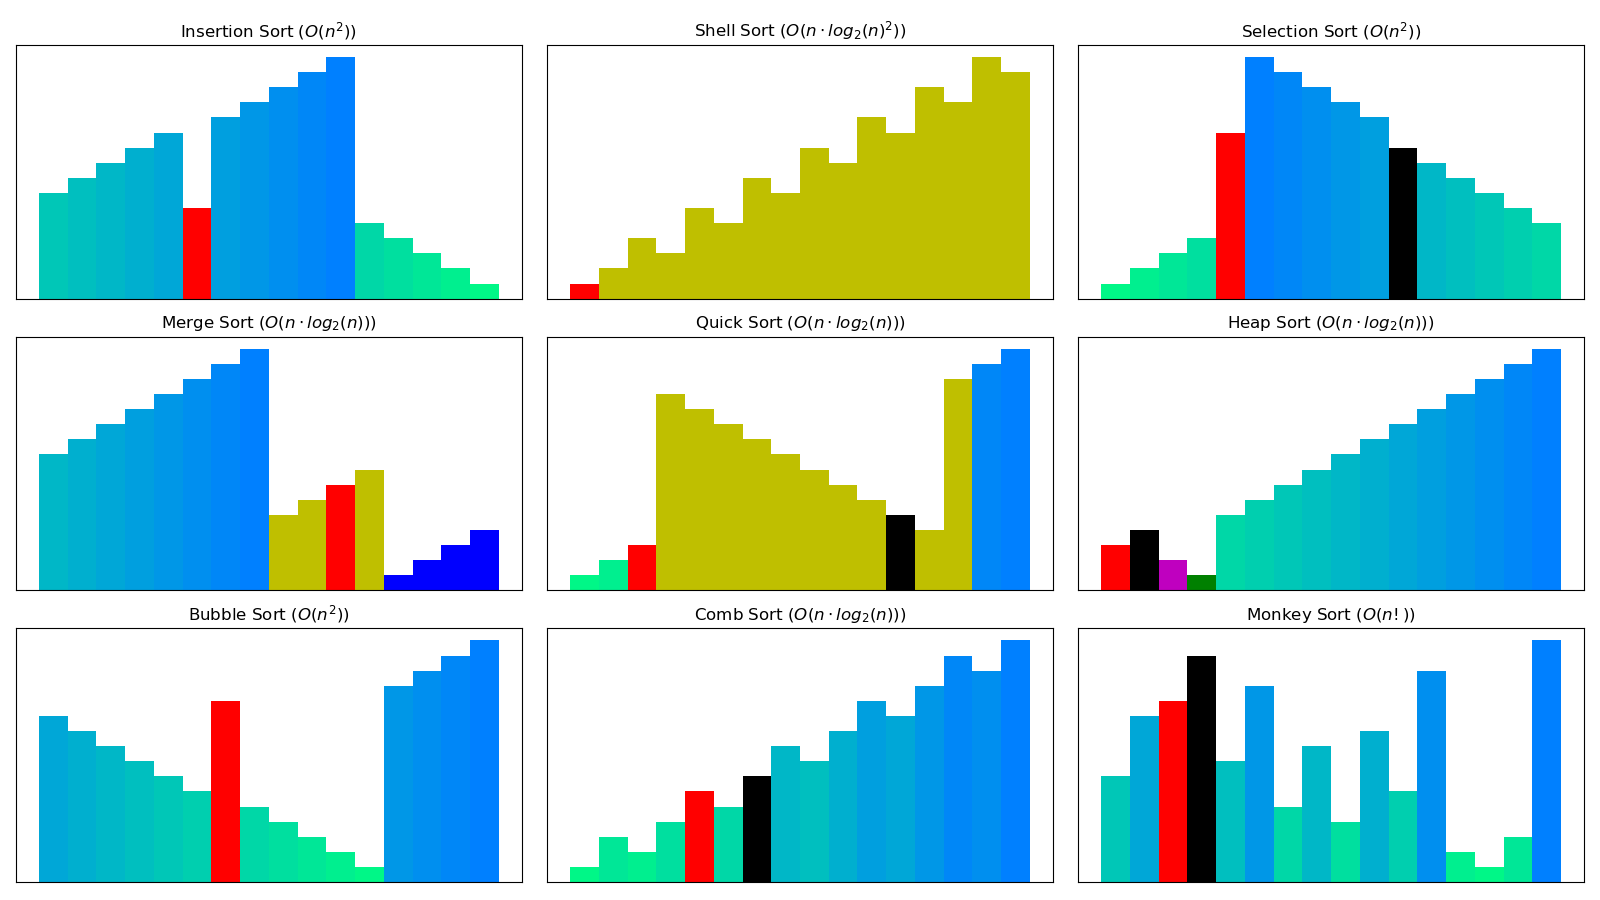 Insertion Sort (O(n²))
Shell Sort (O(n · log₂(n)²))
Selection Sort (O(n²))
Merge Sort (O(n · log₂(n)))
Quick Sort (O(n · log₂(n)))
Heap Sort (O(n · log₂(n)))
Bubble Sort (O(n²))
Comb Sort (O(n · log₂(n)))
Monkey Sort (O(n!))